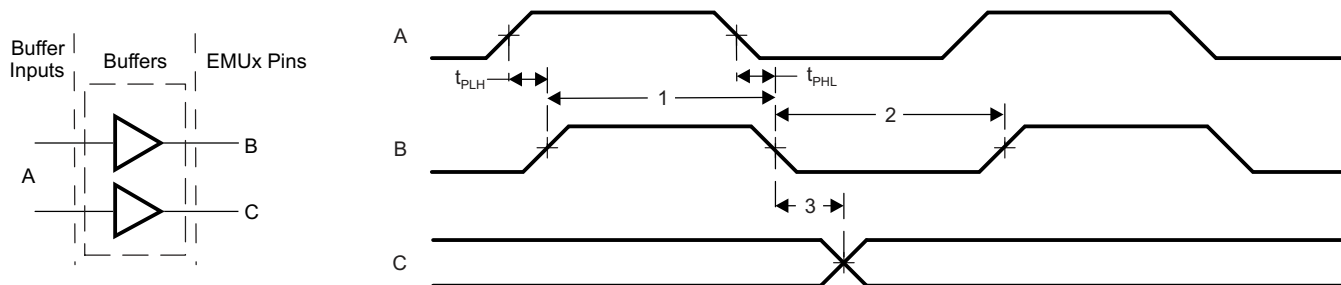 Buffer
Inputs
Buffers
EMUx Pins
A
B
C
A
t_PLH
t_PHL
1
2
B
3
C